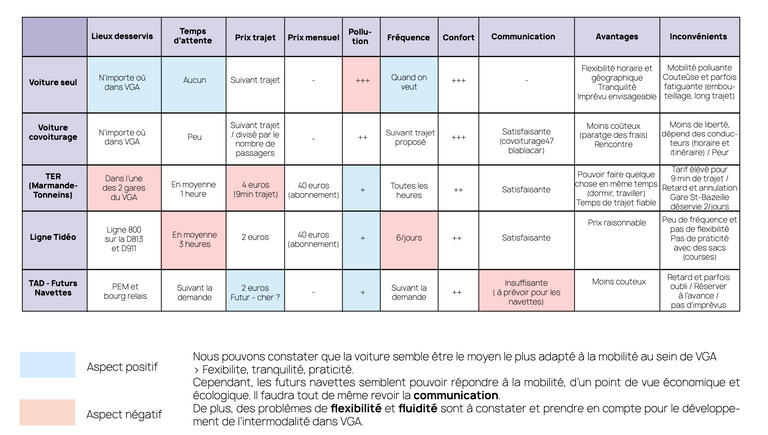 Lieux desservis
Temps
d'attente
Prix trajet
Prix mensuel
Pollu-
tion
Fréquence
Confort
Communication
Avantages
Inconvénients
Voiture seul
N'importe où
dans VGA
Aucun
Suivant trajet
-
+++
Quand on
veut
+++
-
Flexibilité horaire et
géographique
Tranquilité
Imprévu envisageable
Mobilité polluante
Couteûse et parfois
fatiguante (embou-
teillage, long trajet)
Voiture
covoiturage
N'importe où
dans VGA
Peu
Suivant trajet
/ divisé par le
nombre de
passagers
-
++
Suivant trajet
proposé
+++
Satisfaisante
(covoiturage47
blablacar)
Moins coûteux
(paratge des frais)
Rencontre
Moins de liberté,
dépend des conduc-
teurs (horaire et
itinéraire) / Peur
TER
(Marmande-
Tonneins)
Dans l'une
des 2 gares
du VGA
En moyenne
1 heure
4 euros
(9min trajet)
40 euros
(abonnement)
+
Toutes les
heures
++
Satisfaisante
Pouvoir faire quelque
chose en même temps
(dormir, traviller)
Temps de trajet fiable
Tarif élevé pour
9 min de trajet /
Retard et annulation
Gare St-Bazeille
déservie 2/jours
Ligne Tidéo
Ligne 800
sur la D813
et D911
En moyenne
3 heures
2 euros
40 euros
(abonnement)
+
6/jours
++
Satisfaisante
Prix raisonnable
Peu de fréquence et
pas de flexibilité
Pas de praticité
avec des sacs
(courses)
TAD - Futurs
Navettes
PEM et
bourg relais
Suivant la
demande
2 euros
Futur - cher ?
-
+
Suivant la
demande
++
Insuffisante
( à prévoir pour les
navettes)
Moins couteux
Retard et parfois
oubli / Réserver
à l'avance /
pas d'imprévus
Aspect positif
Aspect négatif
Nous pouvons constater que la voiture semble être le moyen le plus adapté à la mobilité au sein de VGA
> Fexibilite, tranquilité, praticité.
Cependant, les futurs navettes semblent pouvoir répondre à la mobilité, d'un point de vue économique et
écologique. Il faudra tout de même revoir la communication.
De plus, des problèmes de flexibilité et fluidité sont à constater et prendre en compte pour le développe-
ment de l'intermodalité dans VGA.